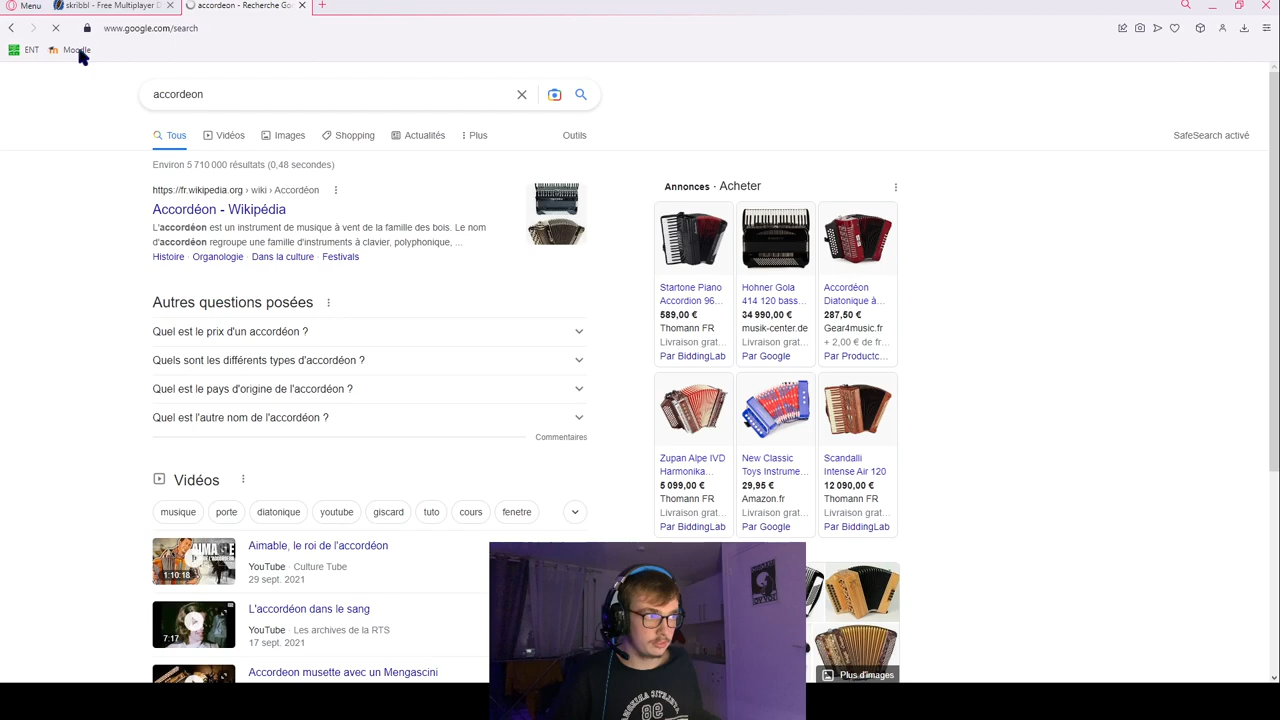 Menu
skribbl - Free Multiplayer D
accordeon - Recherche Go
www.google.com/search
ENT
Moodle
accordeon
Tous
Vidéos
Images
Shopping
Actualités
Plus
Outils
SafeSearch activé
Environ 5 710 000 résultats (0,48 secondes)
https://fr.wikipedia.org › wiki › Accordéon
Accordéon - Wikipédia
L'accordéon est un instrument de musique à vent de la famille des bois. Le nom
d'accordéon regroupe une famille d'instruments à clavier, polyphonique, ...
Histoire · Organologie · Dans la culture · Festivals
Autres questions posées
Quel est le prix d'un accordéon ?
Quels sont les différents types d'accordéon ?
Quel est le pays d'origine de l'accordéon ?
Quel est l'autre nom de l'accordéon ?
Commentaires
Vidéos
musique
porte
diatonique
youtube
giscard
tuto
cours
fenetre
1:10:18
Aimable, le roi de l'accordéon
YouTube · Culture Tube
29 sept. 2021
7:17
L'accordéon dans le sang
YouTube · Les archives de la RTS
17 sept. 2021
Accordeon musette avec un Mengascini
Annonces · Acheter
Startone Piano
Accordion 96...
589,00 €
Thomann FR
Livraison grat...
Par BiddingLab
Hohner Gola
414 120 bass...
34 990,00 €
musik-center.de
Livraison grat...
Par Google
Accordéon
Diatonique à...
287,50 €
Gear4music.fr
+ 2,00 € de fr...
Par Productc...
Zupan Alpe IVD
Harmonika...
5 099,00 €
Thomann FR
Livraison grat...
Par BiddingLab
New Classic
Toys Instrume...
29,95 €
Amazon.fr
Livraison grat...
Par Google
Scandalli
Intense Air 120
12 090,00 €
Thomann FR
Livraison grat...
Par BiddingLab
Plus d'images